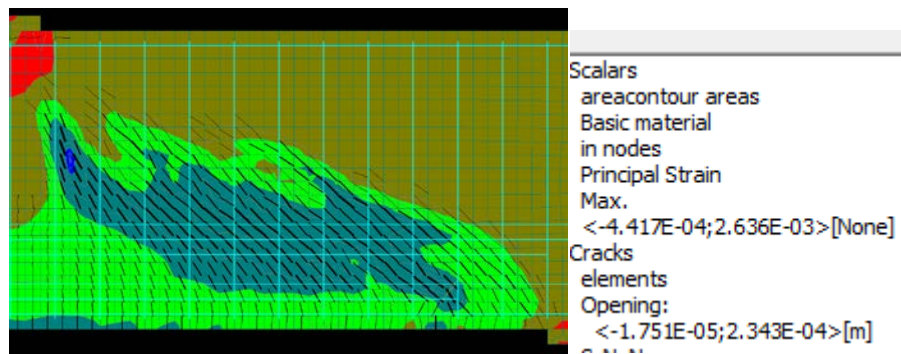 Scalars
areacontour areas
Basic material
in nodes
Principal Strain
Max.
<-4.417E-04;2.636E-03>[None]
Cracks
elements
Opening:
<-1.751E-05;2.343E-04>[m]